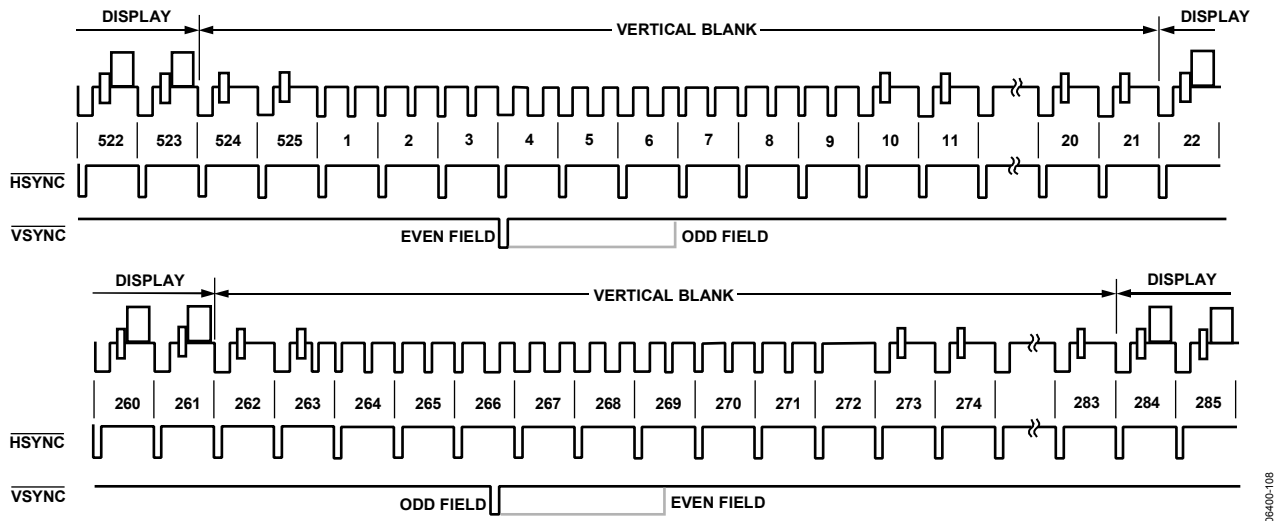 DISPLAY VERTICAL BLANK DISPLAY
522 523 524 525 1 2 3 4 5 6 7 8 9 10 11 20 21 22
HSYNC
VSYNC EVEN FIELD ODD FIELD
DISPLAY VERTICAL BLANK DISPLAY
260 261 262 263 264 265 266 267 268 269 270 271 272 273 274 283 284 285
HSYNC
VSYNC ODD FIELD EVEN FIELD
06400-108